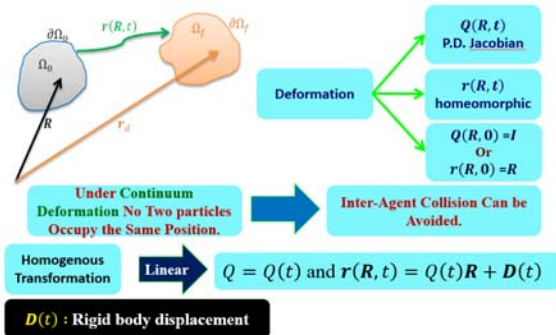 r(R, t)
∂Ω₀
∂Ω_f
Ω₀
Ω_f
R
r_d
Deformation
Q(R, t)
P.D. Jacobian
r(R, t)
homeomorphic
Q(R, 0) =I
Or
r(R, 0) =R
Under Continuum
Deformation No Two particles
Occupy the Same Position.
Inter-Agent Collision Can be
Avoided.
Homogenous
Transformation
Linear
Q = Q(t) and r(R, t) = Q(t)R + D(t)
D(t) : Rigid body displacement